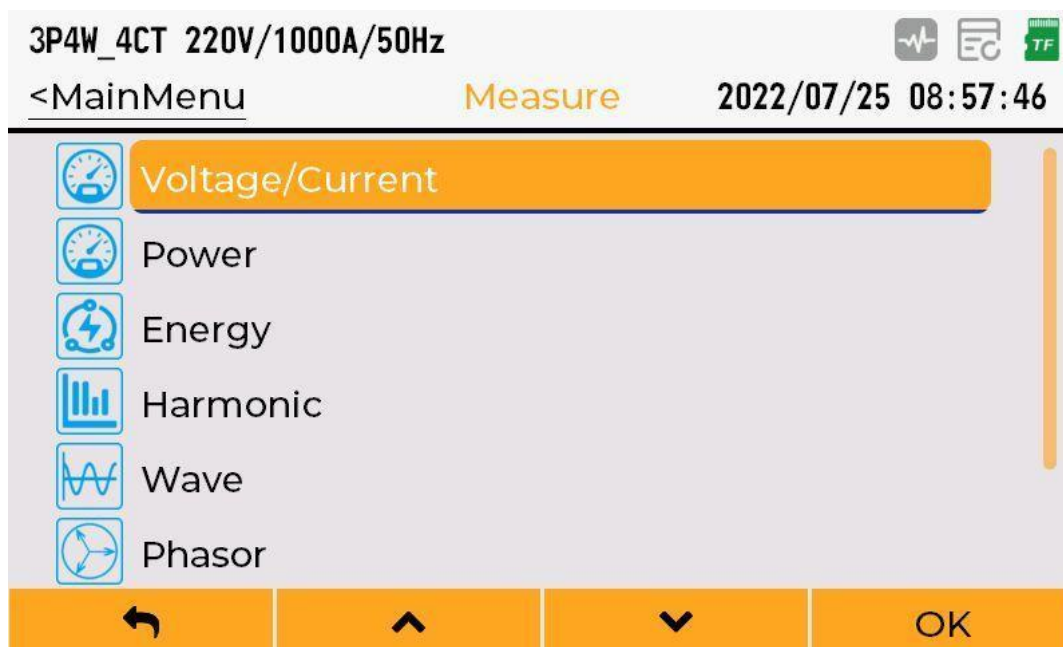 3P4W_4CT 220V/1000A/50Hz
TF
<MainMenu Measure 2022/07/25 08:57:46
Voltage/Current
Power
Energy
Harmonic
Wave
Phasor
OK